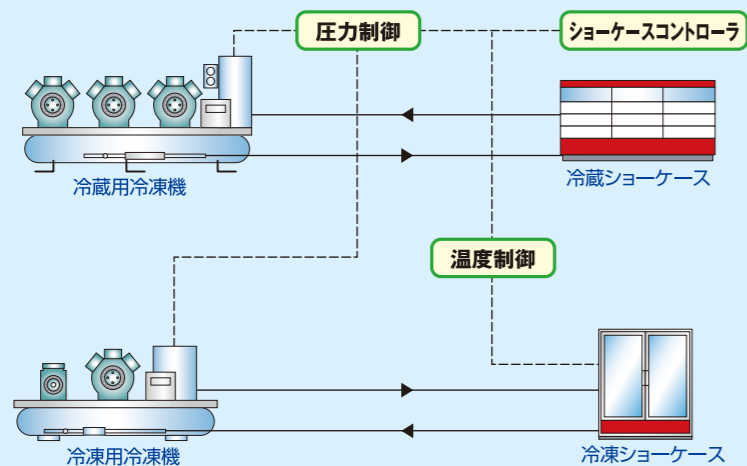 圧力制御
ショーケースコントローラ
冷蔵用冷凍機
冷蔵ショーケース
温度制御
冷凍用冷凍機
冷凍ショーケース